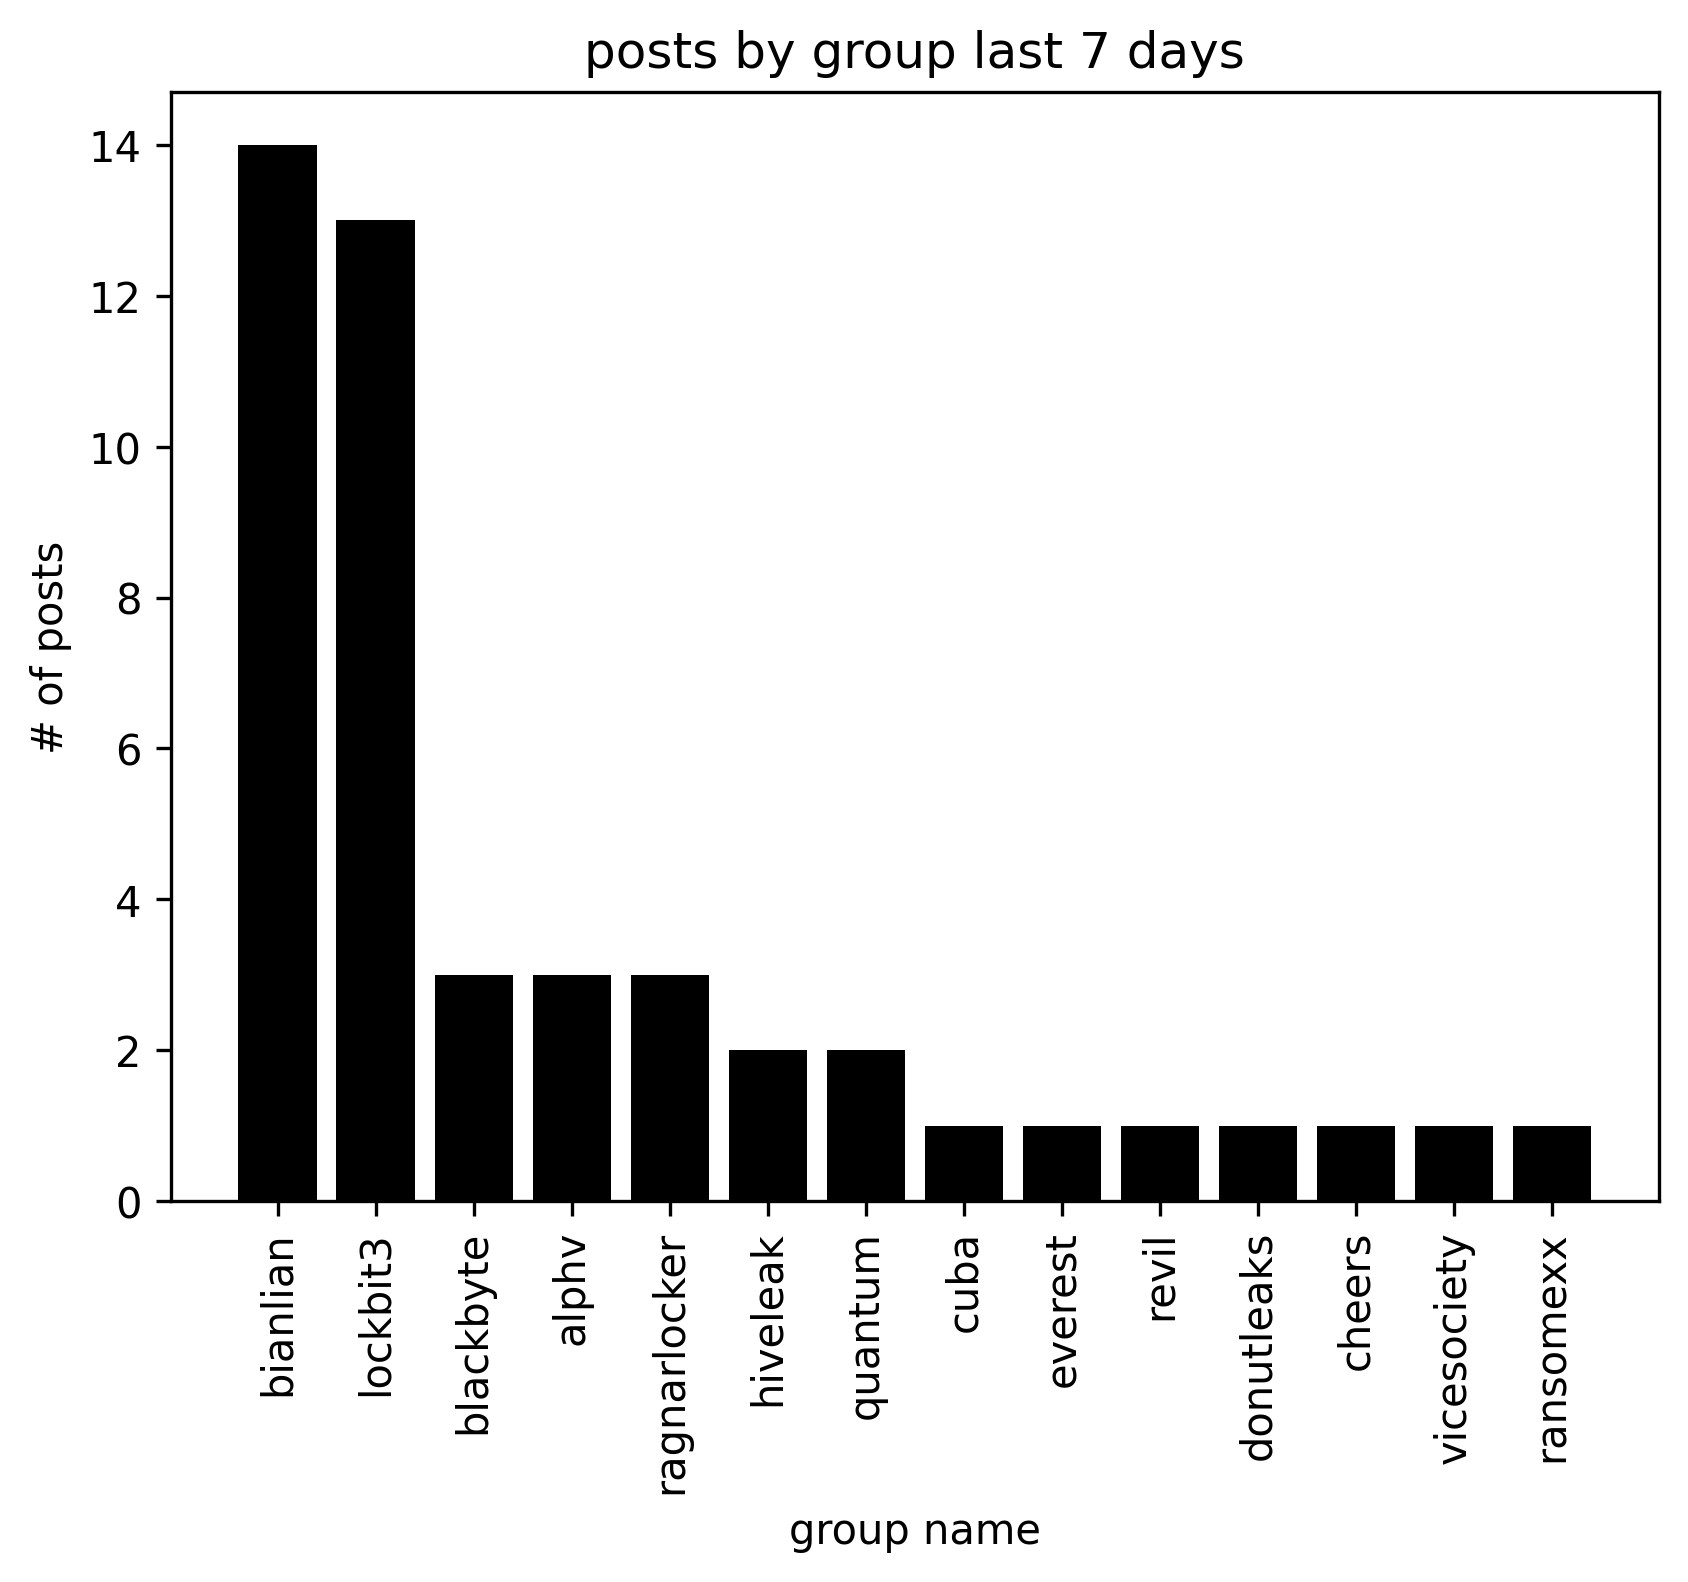 posts by group last 7 days
14
12
10
8
6
4
2
0
# of posts
bianlian
lockbit3
blackbyte
alphv
ragnarlocker
hiveleak
quantum
cuba
everest
revil
donutleaks
cheers
vicesociety
ransomexx
group name